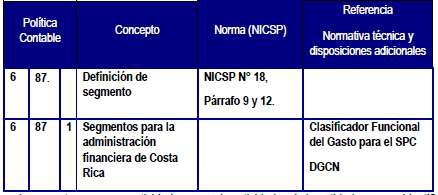 Política
Contable
Concepto
Norma (NICSP)
Referencia
Normativa técnica y
disposiciones adicionales
6 87. Definición de
segmento
NICSP N° 18,
Párrafo 9 y 12.
6 87 1 Segmentos para la
administración
financiera de Costa
Rica
Clasificador Funcional
del Gasto para el SPC
DGCN